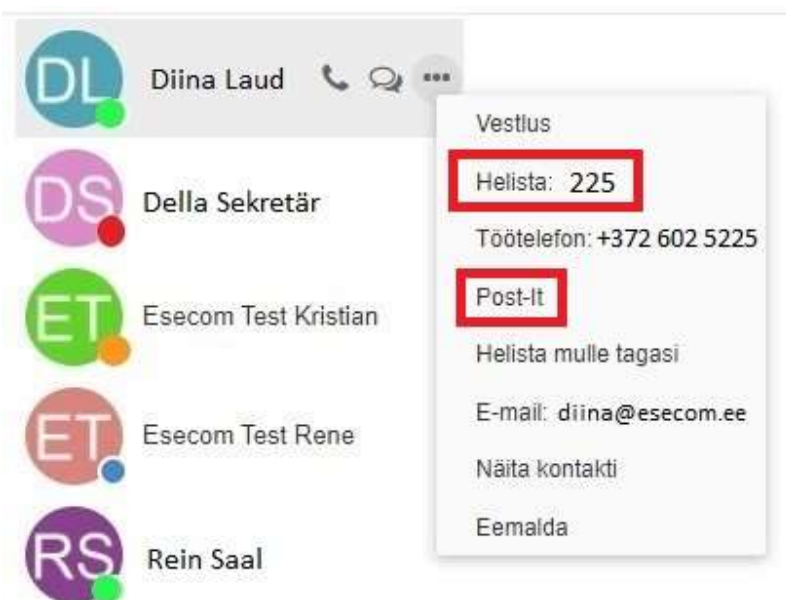 DL Diina Laud
Vestlus
Helista: 225
Töötelefon: +372 602 5225
Post-It
Helista mulle tagasi
E-mail: diina@esecom.ee
Näita kontakti
Eemalda
DS Della Sekretär
ET Esecom Test Kristian
ET Esecom Test Rene
RS Rein Saal